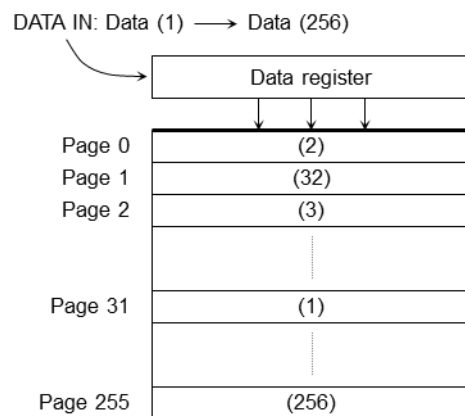 DATA IN: Data (1) ⟶ Data (256)
Data register
Page 0 (2)
Page 1 (32)
Page 2 (3)
Page 31 (1)
Page 255 (256)